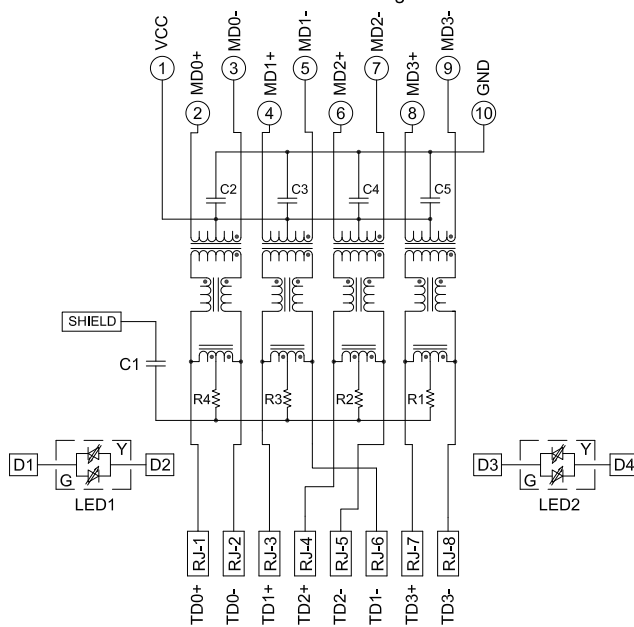 VCC
MD0+
MD0-
MD1+
MD1-
MD2+
MD2-
MD3+
MD3-
GND
1
3
5
7
9
2
4
6
8
10
C2
C3
C4
C5
SHIELD
C1
R4
R3
R2
R1
D1
G
Y
D2
LED1
D3
G
Y
D4
LED2
RJ-1
RJ-2
RJ-3
RJ-4
RJ-5
RJ-6
RJ-7
RJ-8
TD0+
TD0-
TD1+
TD2+
TD2-
TD1-
TD3+
TD3-